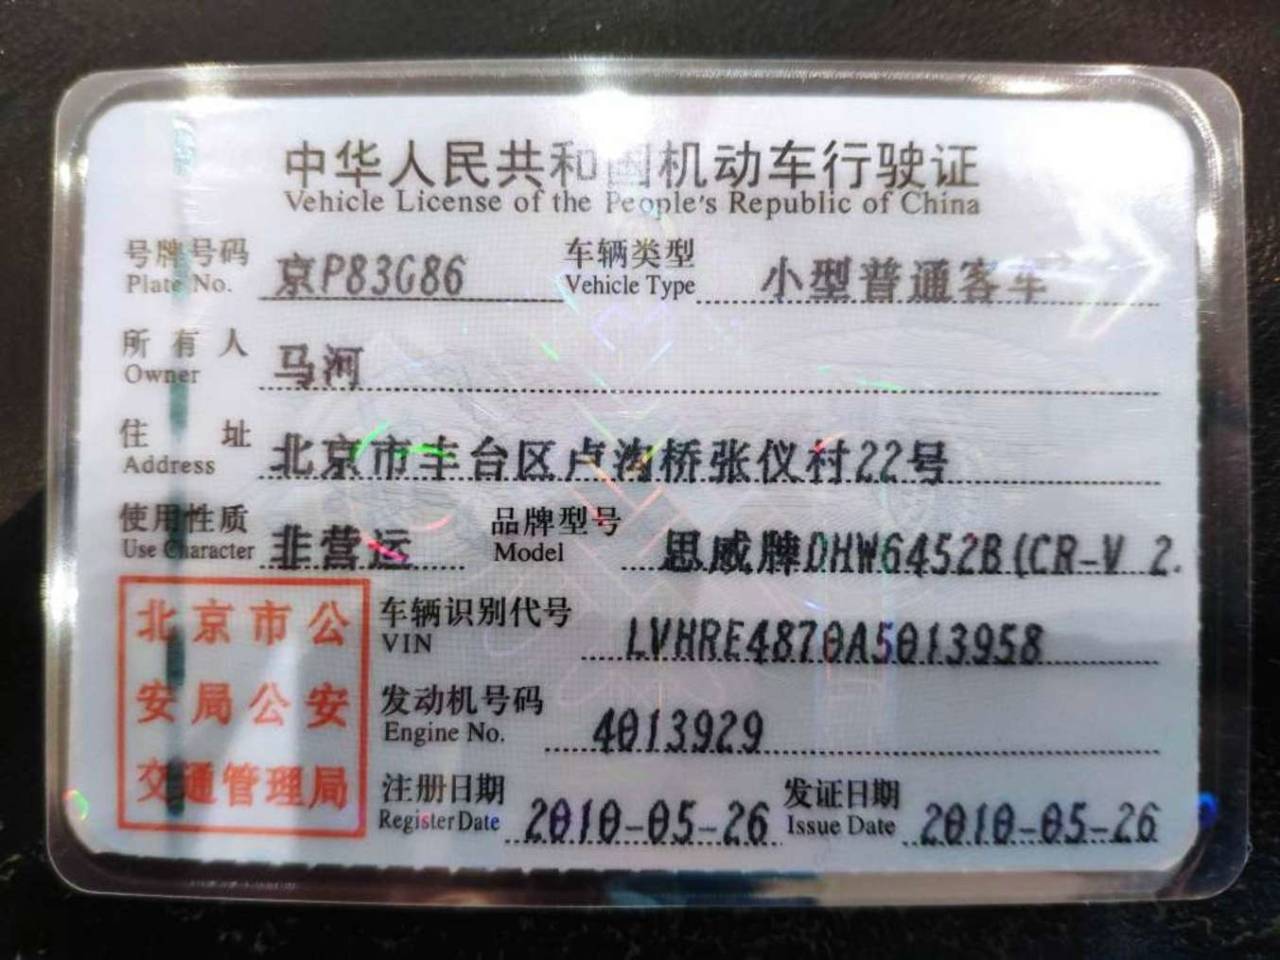 中华人民共和国机动车行驶证
Vehicle License of the People's Republic of China
号牌号码 京P83G86 车辆类型 小型普通客车
Plate No. Vehicle Type
所有人 马河
Owner
住址 北京市丰台区卢沟桥张仪村22号
Address
使用性质 非营运 品牌型号 思威牌DHW6452B(CR-V 2.
Use Character Model
北京市公
安局公安
交通管理局
车辆识别代号 LVHRE4870A5013958
VIN
发动机号码 4013929
Engine No.
注册日期 2010-05-26 发证日期 2010-05-26
Register Date Issue Date